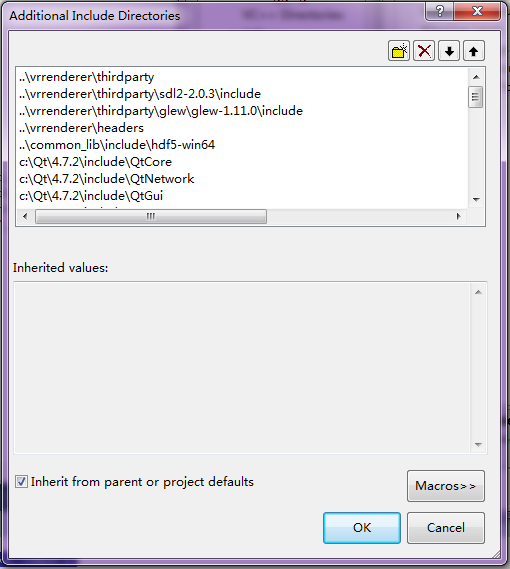 Additional Include Directories
..\vrrenderer\thirdparty
..\vrrenderer\thirdparty\sdl2-2.0.3\include
..\vrrenderer\thirdparty\glew\glew-1.11.0\include
..\vrrenderer\headers
..\common_lib\include\hdf5-win64
c:\Qt\4.7.2\include\QtCore
c:\Qt\4.7.2\include\QtNetwork
c:\Qt\4.7.2\include\QtGui
Inherited values:
Inherit from parent or project defaults
Macros>>
OK
Cancel